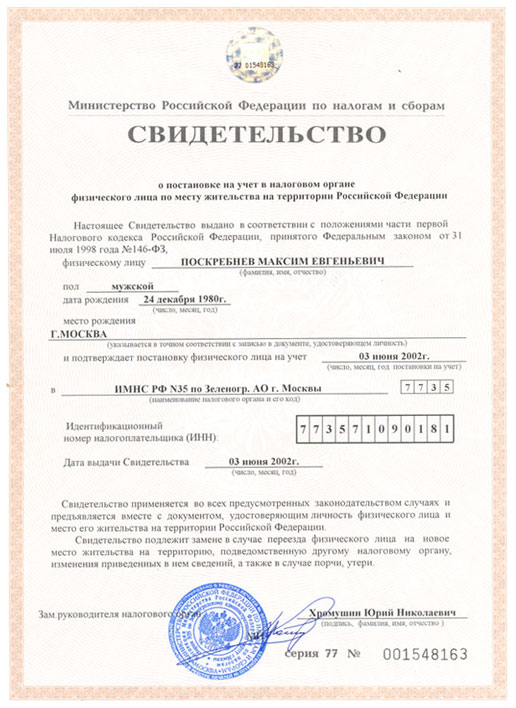 77 01548163
Министерство Российской Федерации по налогам и сборам
СВИДЕТЕЛЬСТВО
о постановке на учет в налоговом органе
физического лица по месту жительства на территории Российской Федерации
Настоящее Свидетельство выдано в соответствии с положениями части первой
Налогового кодекса Российской Федерации, принятого Федеральным законом от 31
июля 1998 года №146-ФЗ,
физическому лицу ПОСКРЕБНЕВ МАКСИМ ЕВГЕНЬЕВИЧ
(фамилия, имя, отчество)
пол мужской
дата рождения 24 декабря 1980г.
(число, месяц, год)
место рождения
Г.МОСКВА
(указывается в точном соответствии с записью в документе, удостоверяющем личность)
и подтверждает постановку физического лица на учет 03 июня 2002г.
(число, месяц, год постановки на учет)
в ИМНС РФ N35 по Зеленогр. АО г. Москвы 7 7 3 5
(наименование налогового органа и его код)
Идентификационный
номер налогоплательщика (ИНН): 7 7 3 5 7 1 0 9 0 1 8 1
Дата выдачи Свидетельства 03 июня 2002г.
(число, месяц, год)
Свидетельство применяется во всех предусмотренных законодательством случаях и
предъявляется вместе с документом, удостоверяющим личность физического лица и
место его жительства на территории Российской Федерации.
Свидетельство подлежит замене в случае переезда физического лица на новое
место жительства на территорию, подведомственную другому налоговому органу,
изменения приведенных в нем сведений, а также в случае порчи, утери.
Зам.руководителя налогового органа Хромушин Юрий Николаевич
(подпись, фамилия, имя, отчество)
серия 77 № 001548163